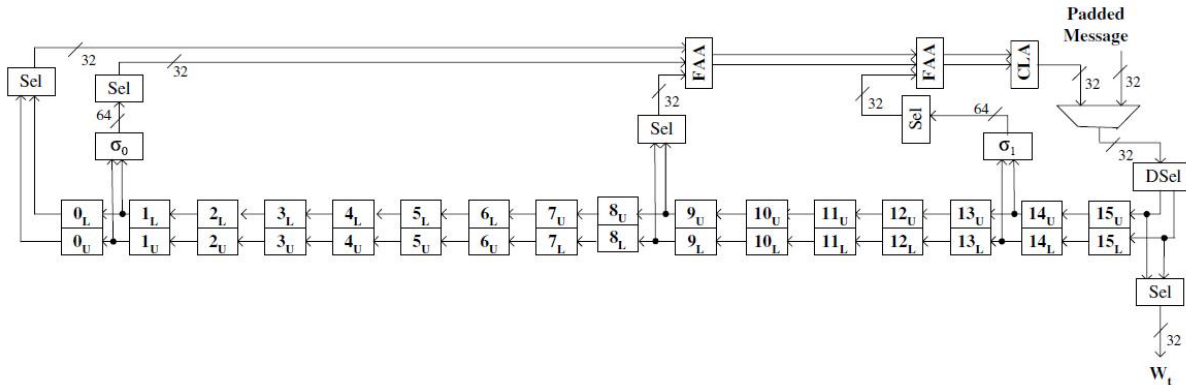 Padded
Message
32
32
32
32
Sel
Sel
FAA
FAA
CLA
32
32
64
Sel
Sel
64
32
σ0
σ1
DSel
0L
1L
2L
3L
4L
5L
6L
7U
8U
9U
10U
11U
12U
13U
14U
15U
0U
1U
2U
3U
4U
5U
6U
7L
8L
9L
10L
11L
12L
13L
14L
15L
Sel
32
Wt